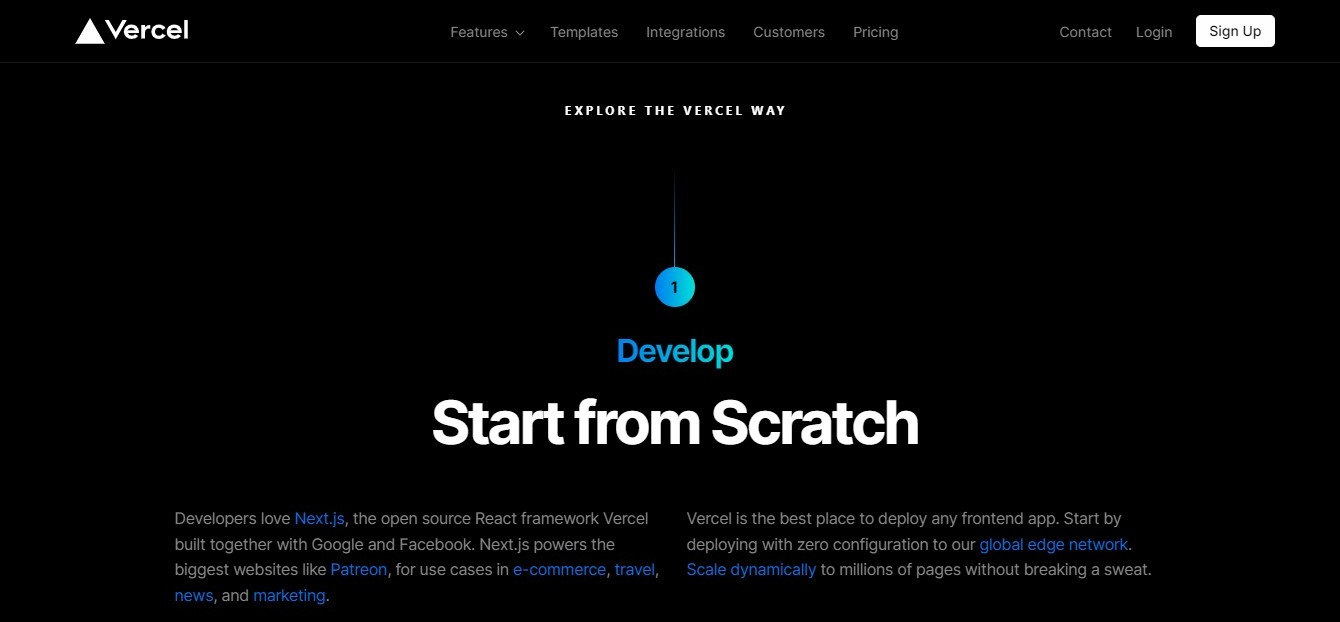 Vercel
Features Templates Integrations Customers Pricing Contact Login Sign Up
EXPLORE THE VERCEL WAY
1
Develop
Start from Scratch
Developers love Next.js, the open source React framework Vercel
built together with Google and Facebook. Next.js powers the
biggest websites like Patreon, for use cases in e-commerce, travel,
news, and marketing.
Vercel is the best place to deploy any frontend app. Start by
deploying with zero configuration to our global edge network.
Scale dynamically to millions of pages without breaking a sweat.